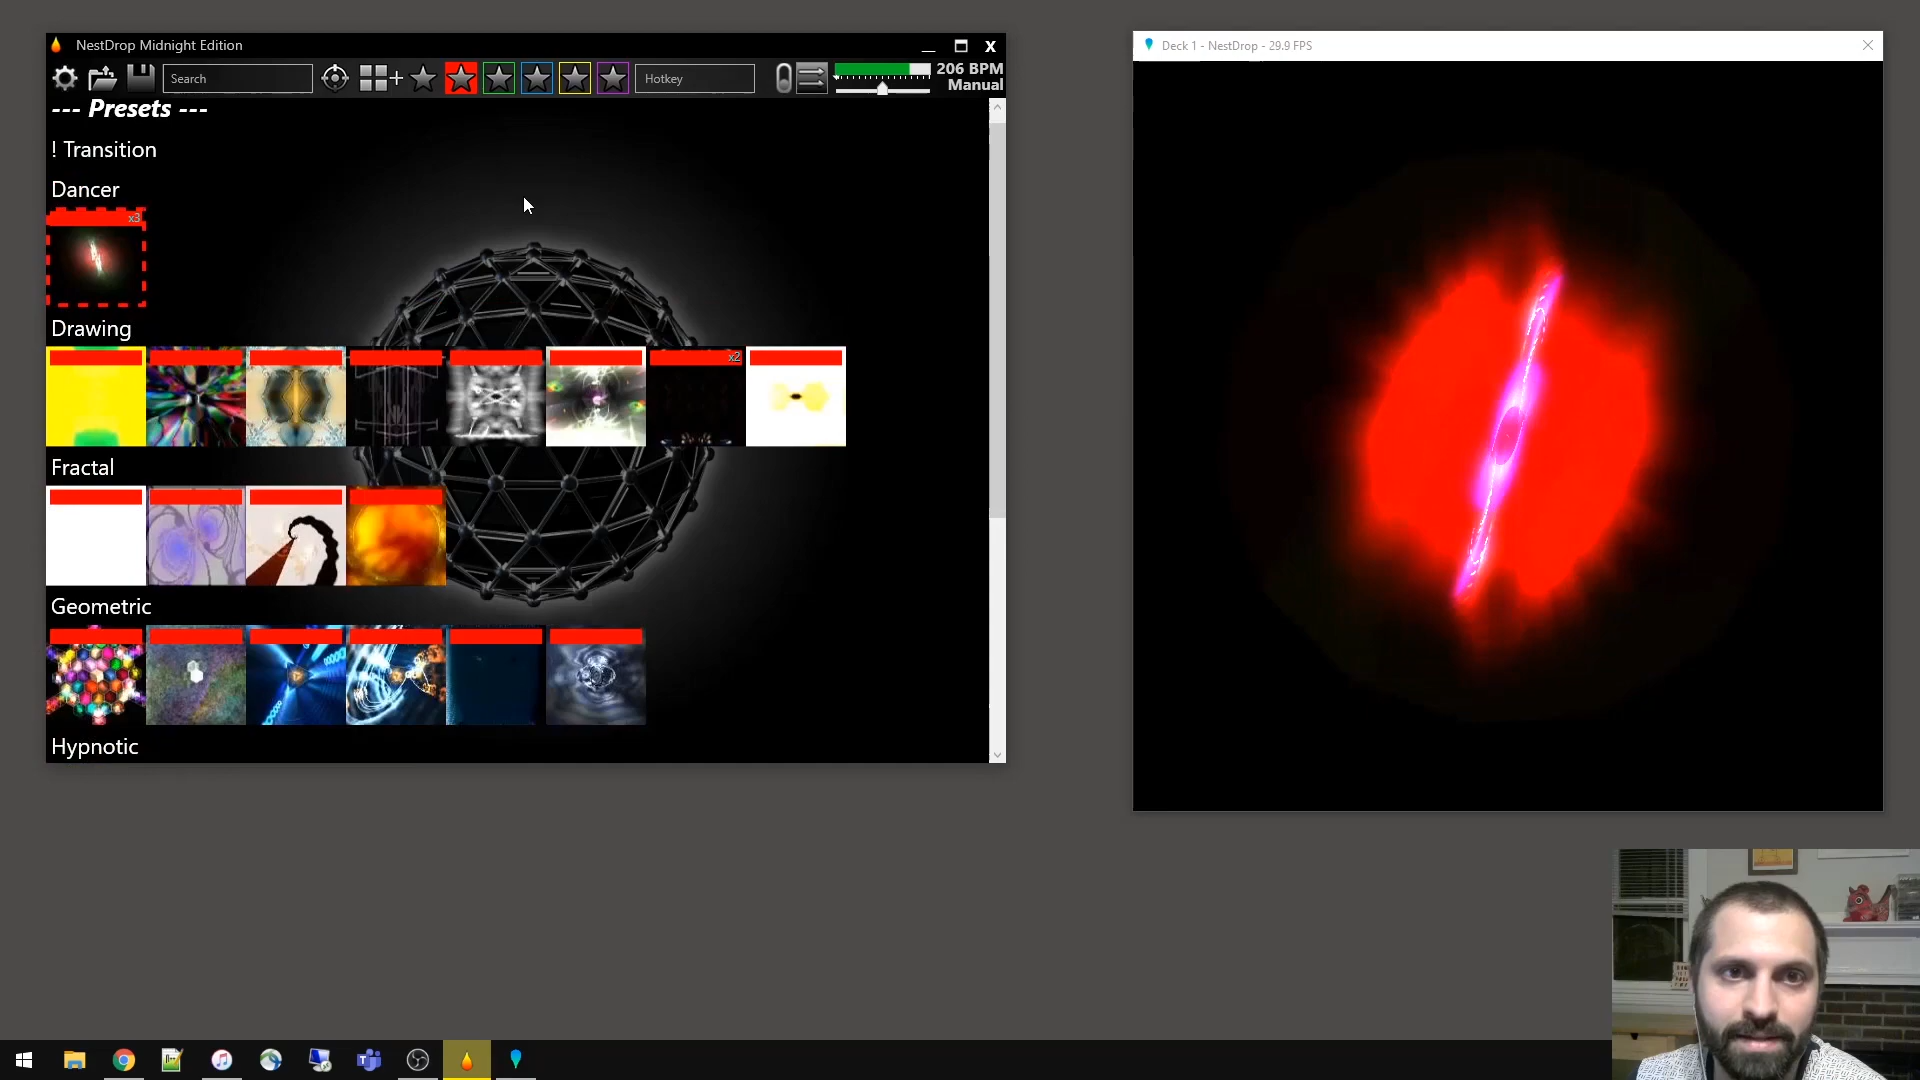 NestDrop Midnight Edition
Search
Hotkey
206 BPM
Manual
--- Presets ---
! Transition
Dancer
x3
Drawing
x2
Fractal
Geometric
Hypnotic
Deck 1 - NestDrop - 29.9 FPS